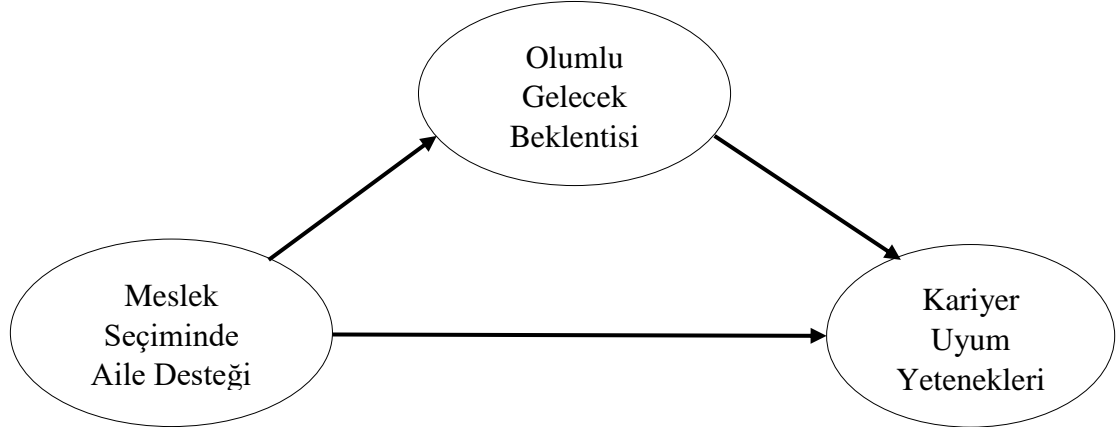 Olumlu
Gelecek
Beklentisi
Meslek
Seçiminde
Aile Desteği
Kariyer
Uyum
Yetenekleri